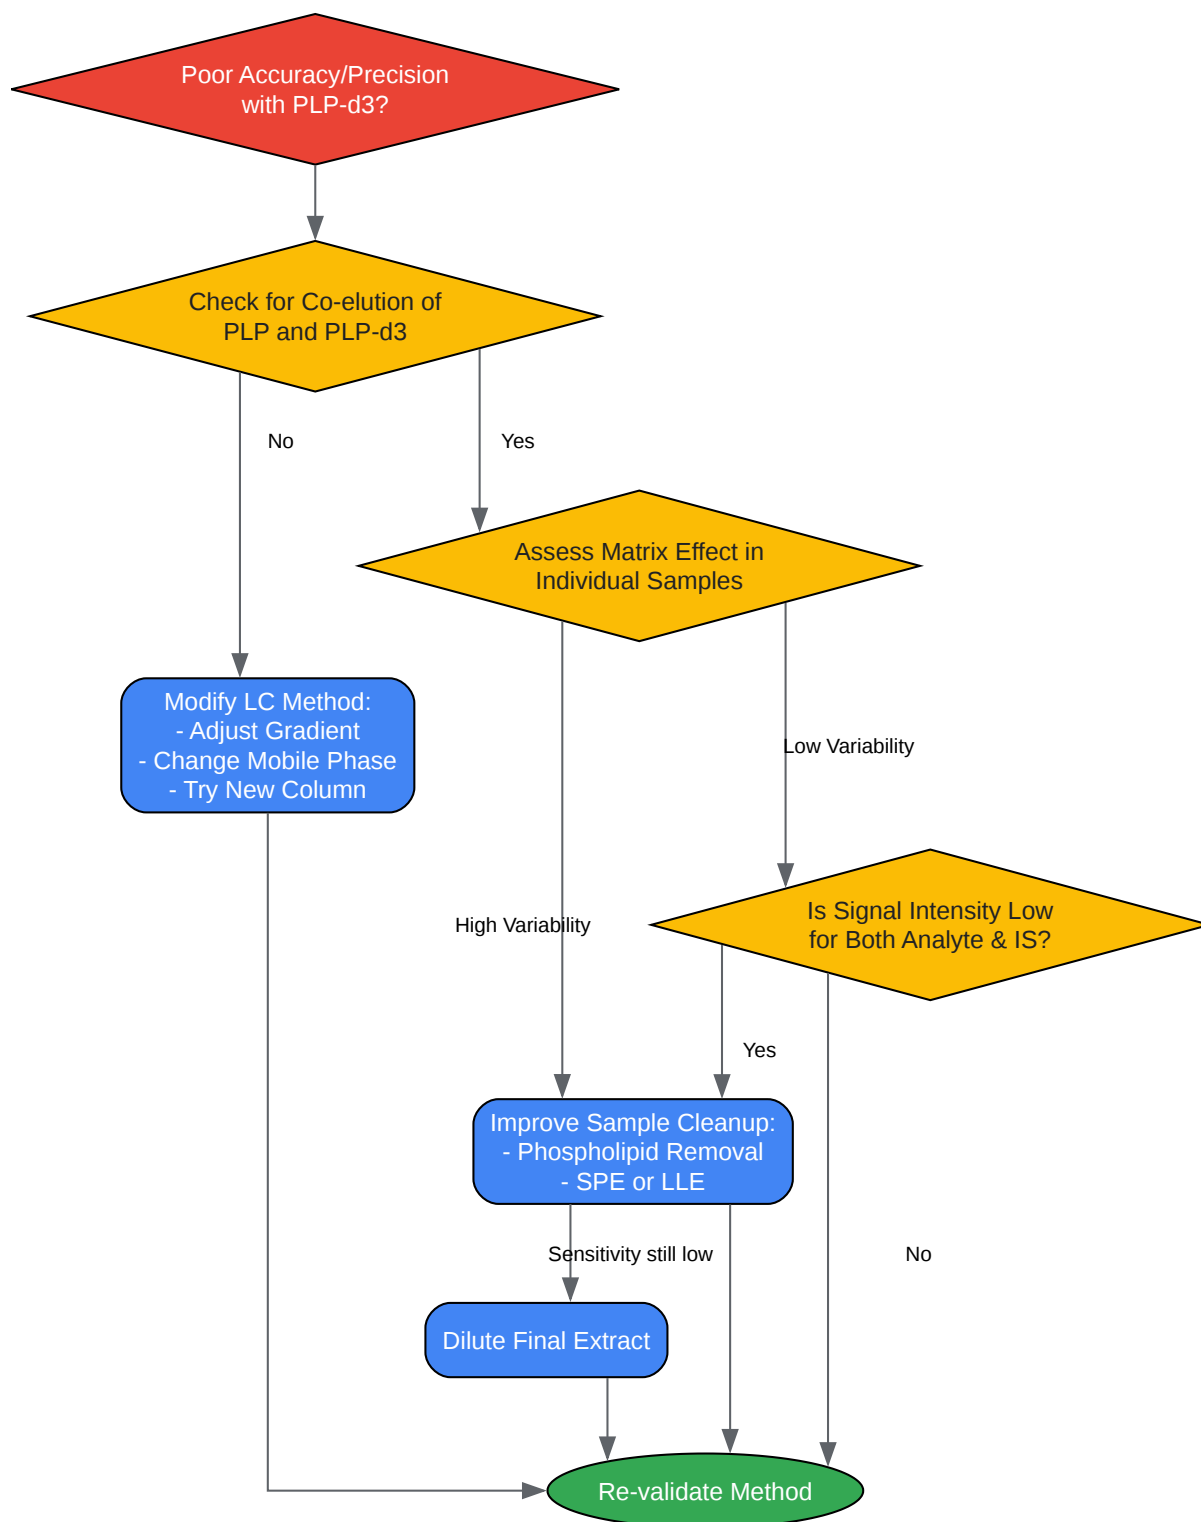 Poor Accuracy/Precision
with PLP-d3?
Check for Co-elution of
PLP and PLP-d3
No
Yes
Assess Matrix Effect in
Individual Samples
Modify LC Method:
- Adjust Gradient
- Change Mobile Phase
- Try New Column
Low Variability
High Variability
Is Signal Intensity Low
for Both Analyte & IS?
Yes
Improve Sample Cleanup:
- Phospholipid Removal
- SPE or LLE
Sensitivity still low
No
Dilute Final Extract
Re-validate Method